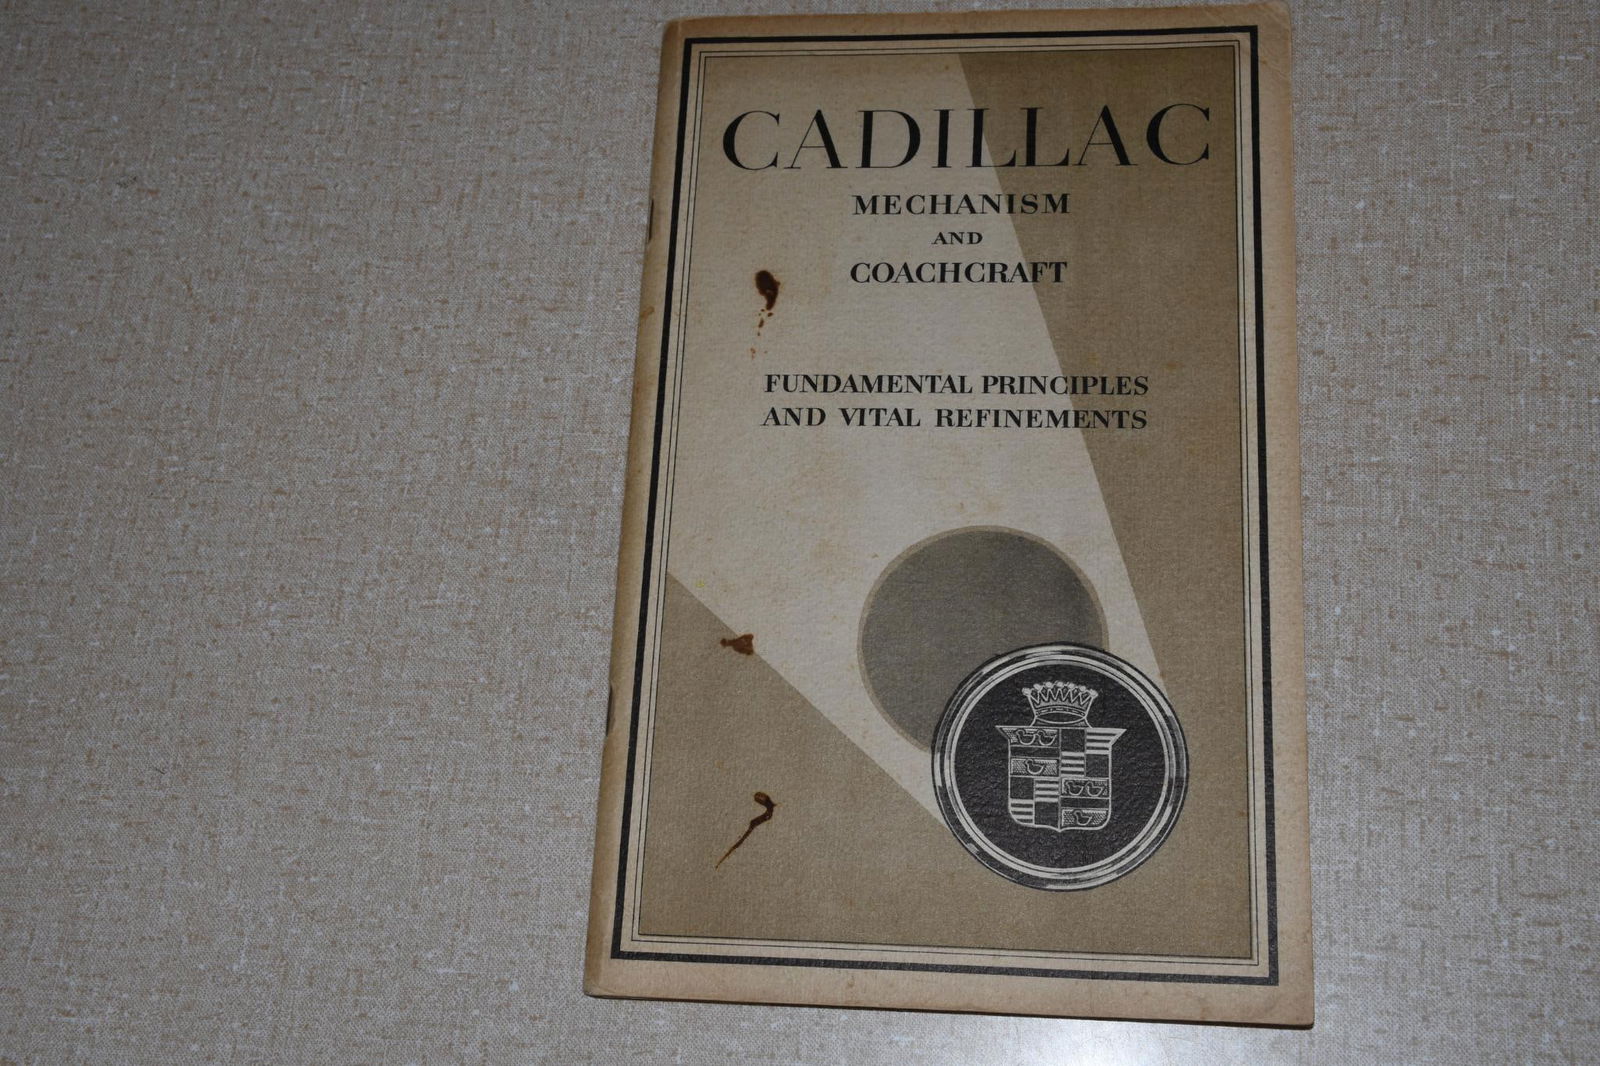 CADILLAC
MECHANISM
AND
COACHCRAFT
FUNDAMENTAL PRINCIPLES
AND VITAL REFINEMENTS